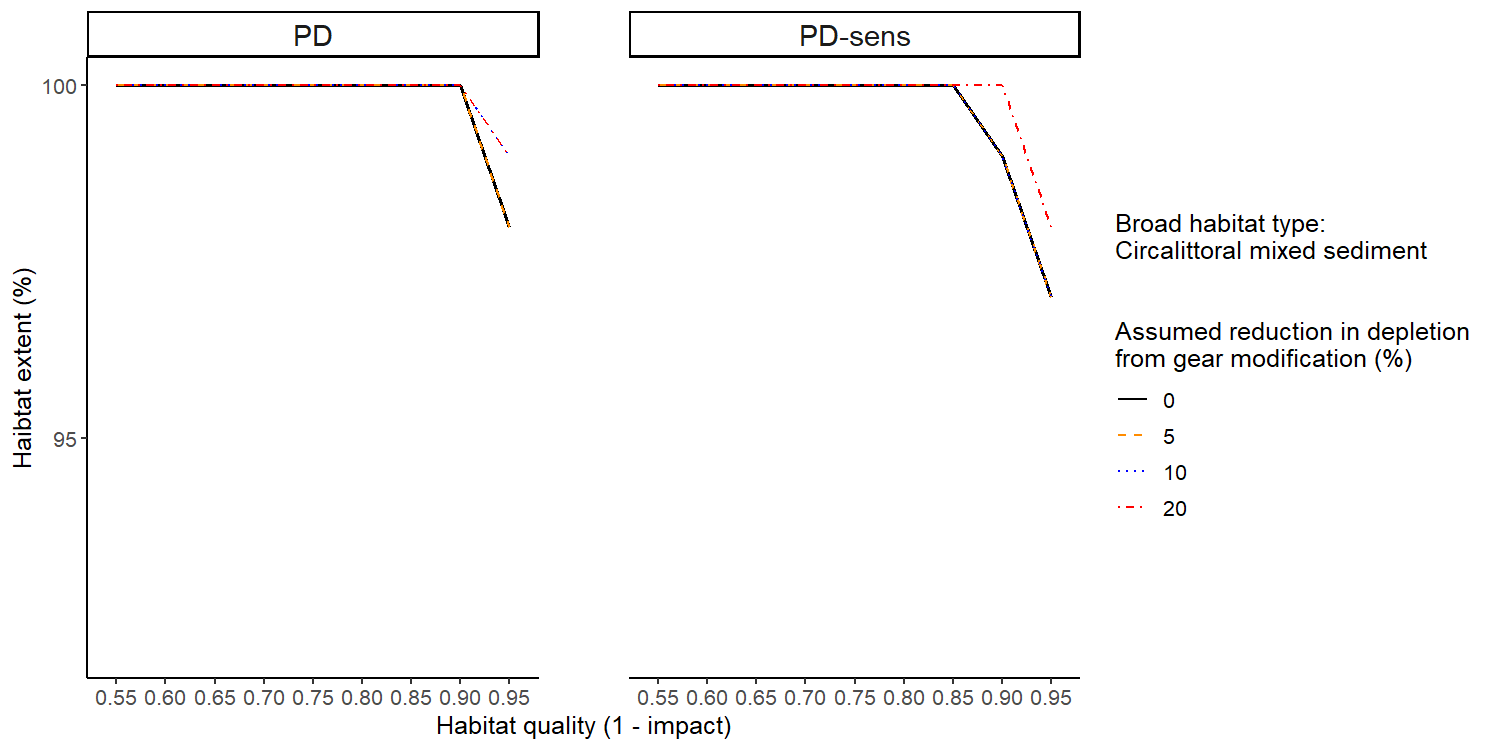 PD
PD-sens
100
95
Haibtat extent (%)
0.55 0.60 0.65 0.70 0.75 0.80 0.85 0.90 0.95
0.55 0.60 0.65 0.70 0.75 0.80 0.85 0.90 0.95
Habitat quality (1 - impact)
Broad habitat type:
Circalittoral mixed sediment
Assumed reduction in depletion
from gear modification (%)
0
5
10
20